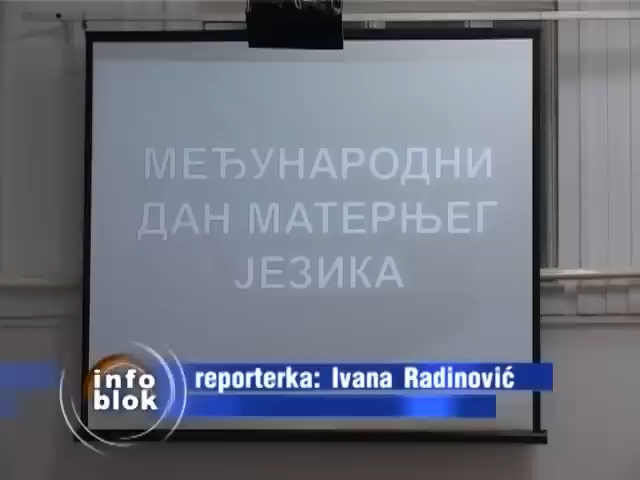 МЕЂУНАРОДНИ
ДАН МАТЕРЊЕГ
ЈЕЗИКА
info
blok
reporterka: Ivana Radinović